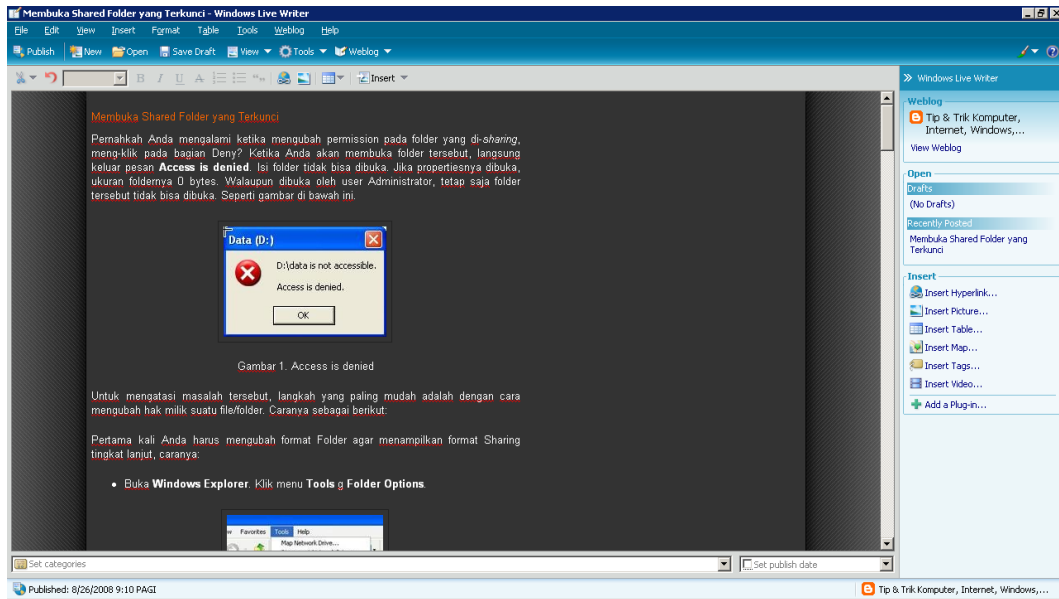 Membuka Shared Folder yang Terkunci - Windows Live Writer
File Edit View Insert Format Table Tools Weblog Help
Publish New Open Save Draft View Tools Weblog
B I U A Insert
Membuka Shared Folder yang Terkunci
Pernahkah Anda mengalami ketika mengubah permission pada folder yang di-sharing,
meng-klik pada bagian Deny? Ketika Anda akan membuka folder tersebut, langsung
keluar pesan Access is denied. Isi folder tidak bisa dibuka. Jika propertiesnya dibuka,
ukuran foldernya 0 bytes. Walaupun dibuka oleh user Administrator, tetap saja folder
tersebut tidak bisa dibuka. Seperti gambar di bawah ini.
Data (D:)
D:\data is not accessible.
Access is denied.
OK
Gambar 1. Access is denied
Untuk mengatasi masalah tersebut, langkah yang paling mudah adalah dengan cara
mengubah hak milik suatu file/folder. Caranya sebagai berikut:
Pertama kali Anda harus mengubah format Folder agar menampilkan format Sharing
tingkat lanjut, caranya:
• Buka Windows Explorer. Klik menu Tools g Folder Options.
w Favorites Tools Help
Map Network Drive...
Set categories
Set publish date
Windows Live Writer
Weblog
Tip & Trik Komputer,
Internet, Windows,...
View Weblog
Open
Drafts
(No Drafts)
Recently Posted
Membuka Shared Folder yang
Terkunci
Insert
Insert Hyperlink...
Insert Picture...
Insert Table...
Insert Map...
Insert Tags...
Insert Video...
Add a Plug-in...
Published: 8/26/2008 9:10 PAGI
Tip & Trik Komputer, Internet, Windows,...